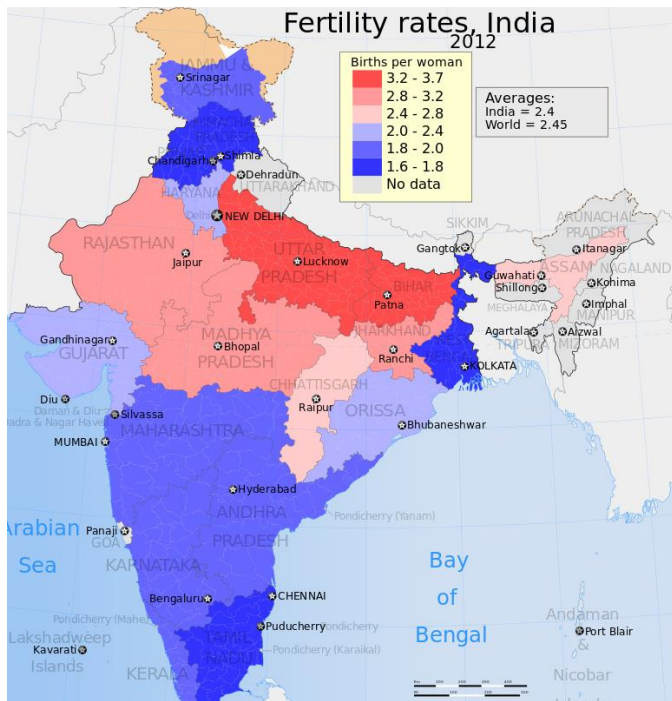 Fertility rates, India
2012
Births per woman
3.2 - 3.7
2.8 - 3.2
2.4 - 2.8
2.0 - 2.4
1.8 - 2.0
1.6 - 1.8
No data
Averages:
India = 2.4
World = 2.45
JAMMU &
KASHMIR
Srinagar
HIMACHAL
PRADESH
Shimla
Chandigarh
Dehradun
UTTARAKHAND
HARYANA
Delhi
NEW DELHI
RAJASTHAN
Jaipur
UTTAR
PRADESH
Lucknow
BIHAR
Patna
SIKKIM
Gangtok
ARUNACHAL
PRADESH
Itanagar
ASSAM
NAGALAND
Guwahati
Shillong
Kohima
MEGHALAYA
Imphal
MANIPUR
Agartala
TRIPURA
Aizwal
MIZORAM
Gandhinagar
GUJARAT
MADHYA
PRADESH
Bhopal
JHARKHAND
Ranchi
WEST
BENGAL
KOLKATA
CHHATTISGARH
Raipur
ORISSA
Bhubaneshwar
Diu
Daman & Diu
Dadra & Nagar Haveli
Silvassa
MUMBAI
MAHARASHTRA
Hyderabad
ANDHRA
PRADESH
Pondicherry (Yanam)
Arabian
Sea
Panaji
GOA
KARNATAKA
Bay
of
Bengal
Bengaluru
CHENNAI
Pondicherry (Mahe)
Puducherry
Pondicherry
TAMIL
NADU
Pondicherry (Karaikal)
Lakshadweep
Islands
Kavarati
KERALA
Andaman
&
Nicobar
Port Blair